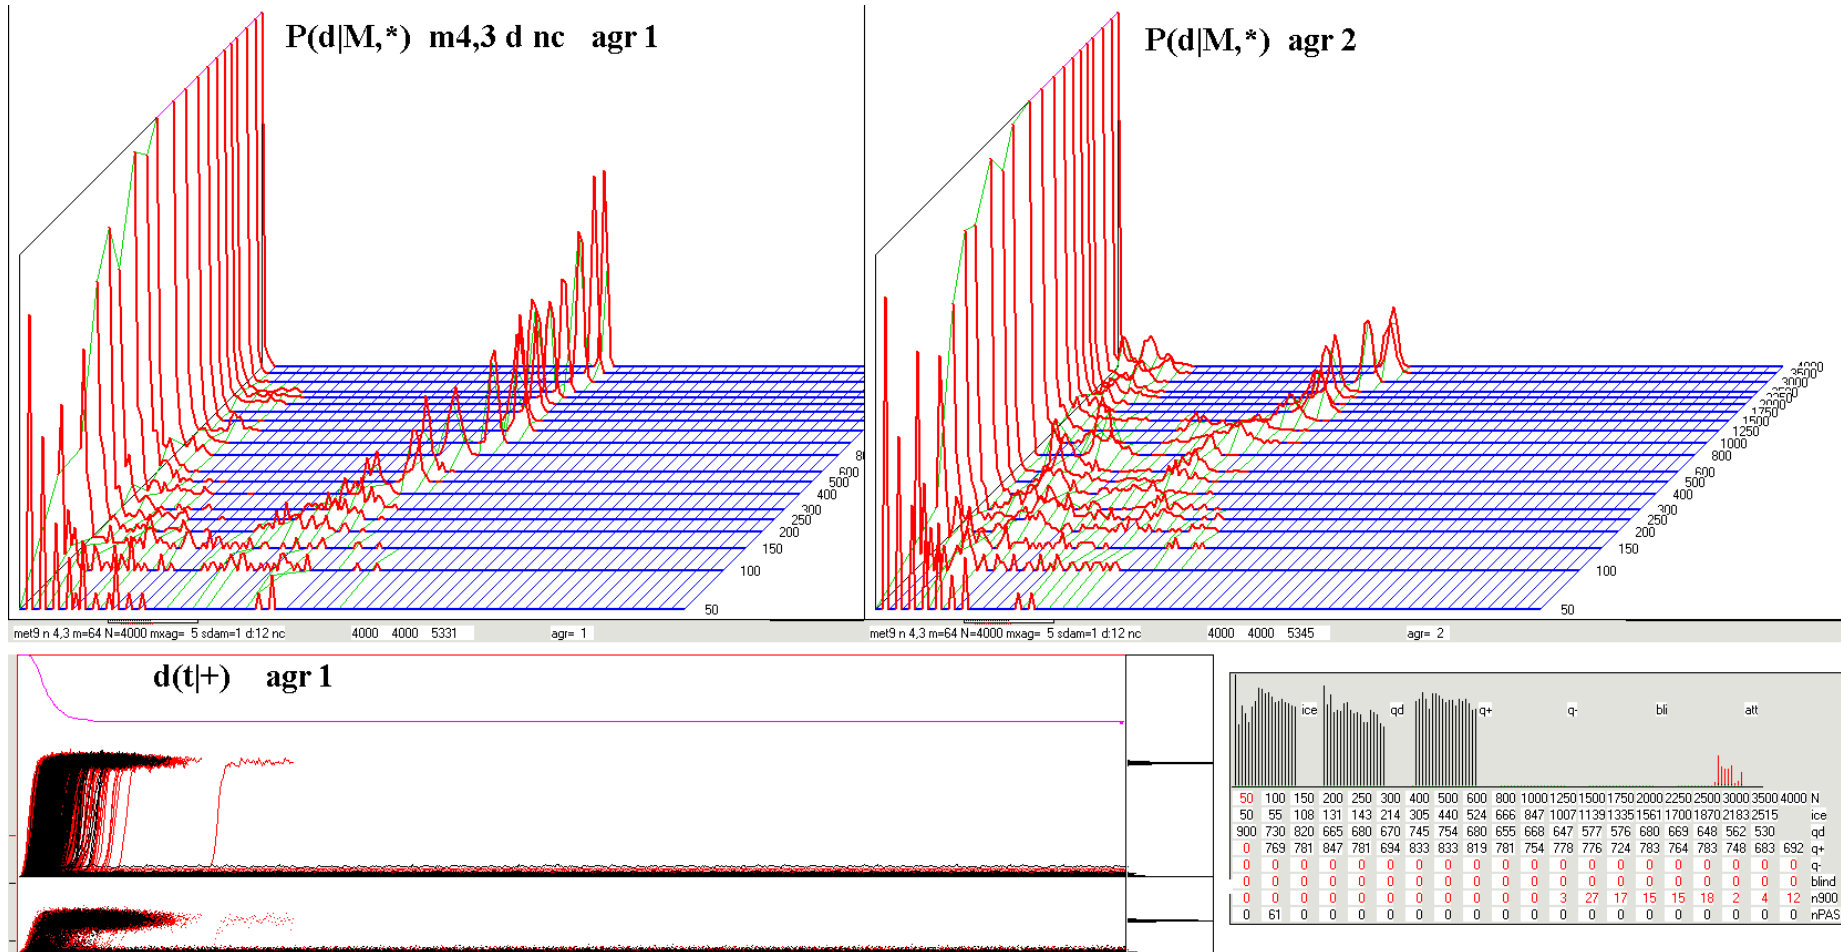 P(d|M,*) m4,3 d nc agr 1
P(d|M,*) agr 2
600
500
400
300
250
200
150
100
50
4000
3500
3000
2000
1750
1500
1250
1000
800
600
500
400
300
250
200
150
100
50
met9 n 4,3 m=64 N=4000 mxag= 5 sdam=1 d:12 nc 4000 4000 5331 agr= 1
met9 n 4,3 m=64 N=4000 mxag= 5 sdam=1 d:12 nc 4000 4000 5345 agr= 2
d(t|+) agr 1
ice qd q+ q- bli att
50 100 150 200 250 300 400 500 600 800 1000 1250 1500 1750 2000 2250 2500 3000 3500 4000 N
50 55 108 131 143 214 305 440 524 666 847 1007 1139 1335 1561 1700 1870 2183 2515 ice
900 730 820 665 680 670 745 754 680 655 668 647 577 576 680 669 648 562 530 qd
0 769 781 847 781 694 833 833 819 781 754 778 776 724 783 764 783 748 683 692 q+
0 0 0 0 0 0 0 0 0 0 0 0 0 0 0 0 0 0 0 0 q-
0 0 0 0 0 0 0 0 0 0 0 0 0 0 0 0 0 0 0 0 blind
0 0 0 0 0 0 0 0 0 0 0 3 27 17 15 15 18 2 4 12 n900
0 61 0 0 0 0 0 0 0 0 0 0 0 0 0 0 0 0 0 0 nPAS